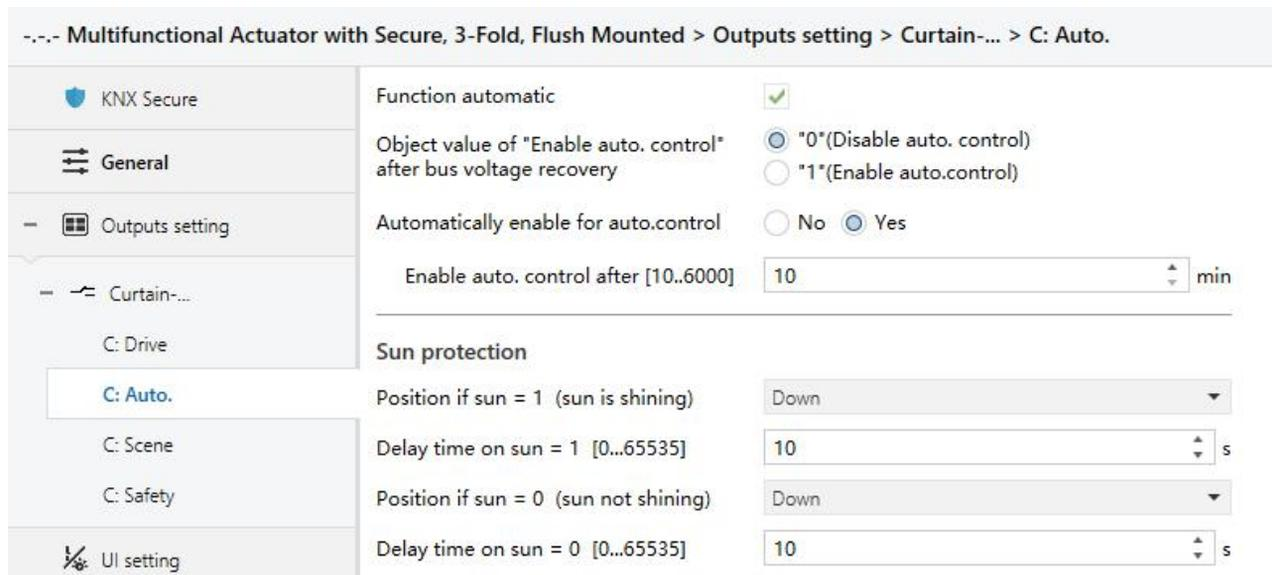 -.-.- Multifunctional Actuator with Secure, 3-Fold, Flush Mounted > Outputs setting > Curtain-... > C: Auto.
KNX Secure
General
Outputs setting
Curtain-...
C: Drive
C: Auto.
C: Scene
C: Safety
UI setting
Function automatic
Object value of "Enable auto. control"
after bus voltage recovery
"0"(Disable auto. control)
"1"(Enable auto.control)
Automatically enable for auto.control No Yes
Enable auto. control after [10..6000] 10 min
Sun protection
Position if sun = 1 (sun is shining) Down
Delay time on sun = 1 [0...65535] 10 s
Position if sun = 0 (sun not shining) Down
Delay time on sun = 0 [0...65535] 10 s